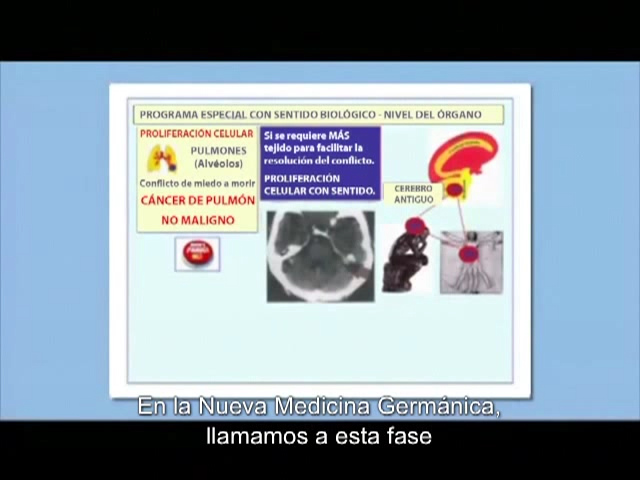 PROGRAMA ESPECIAL CON SENTIDO BIOLÓGICO - NIVEL DEL ÓRGANO
PROLIFERACIÓN CELULAR
PULMONES
(Alvéolos)
Conflicto de miedo a morir
CÁNCER DE PULMÓN
NO MALIGNO
Si se requiere MÁS
tejido para facilitar la
resolución del conflicto.
PROLIFERACIÓN
CELULAR CON SENTIDO.
CEREBRO
ANTIGUO
En la Nueva Medicina Germánica,
llamamos a esta fase